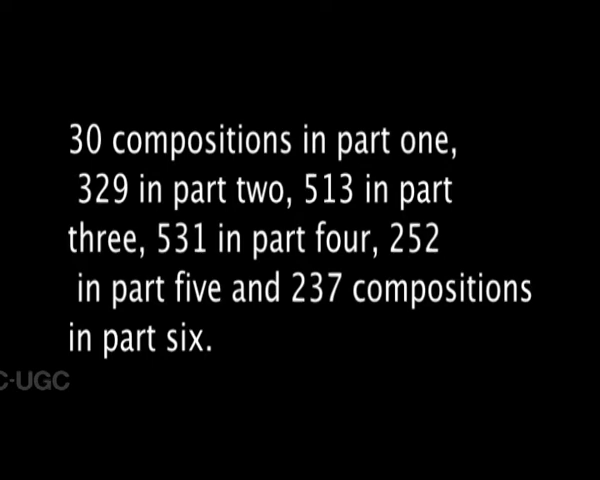 30 compositions in part one,
329 in part two, 513 in part
three, 531 in part four, 252
in part five and 237 compositions
in part six.
C-UGC